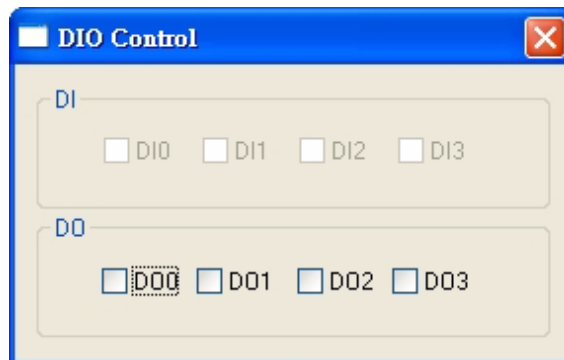 DIO Control
DI
DI0 DI1 DI2 DI3
DO
DO0 DO1 DO2 DO3